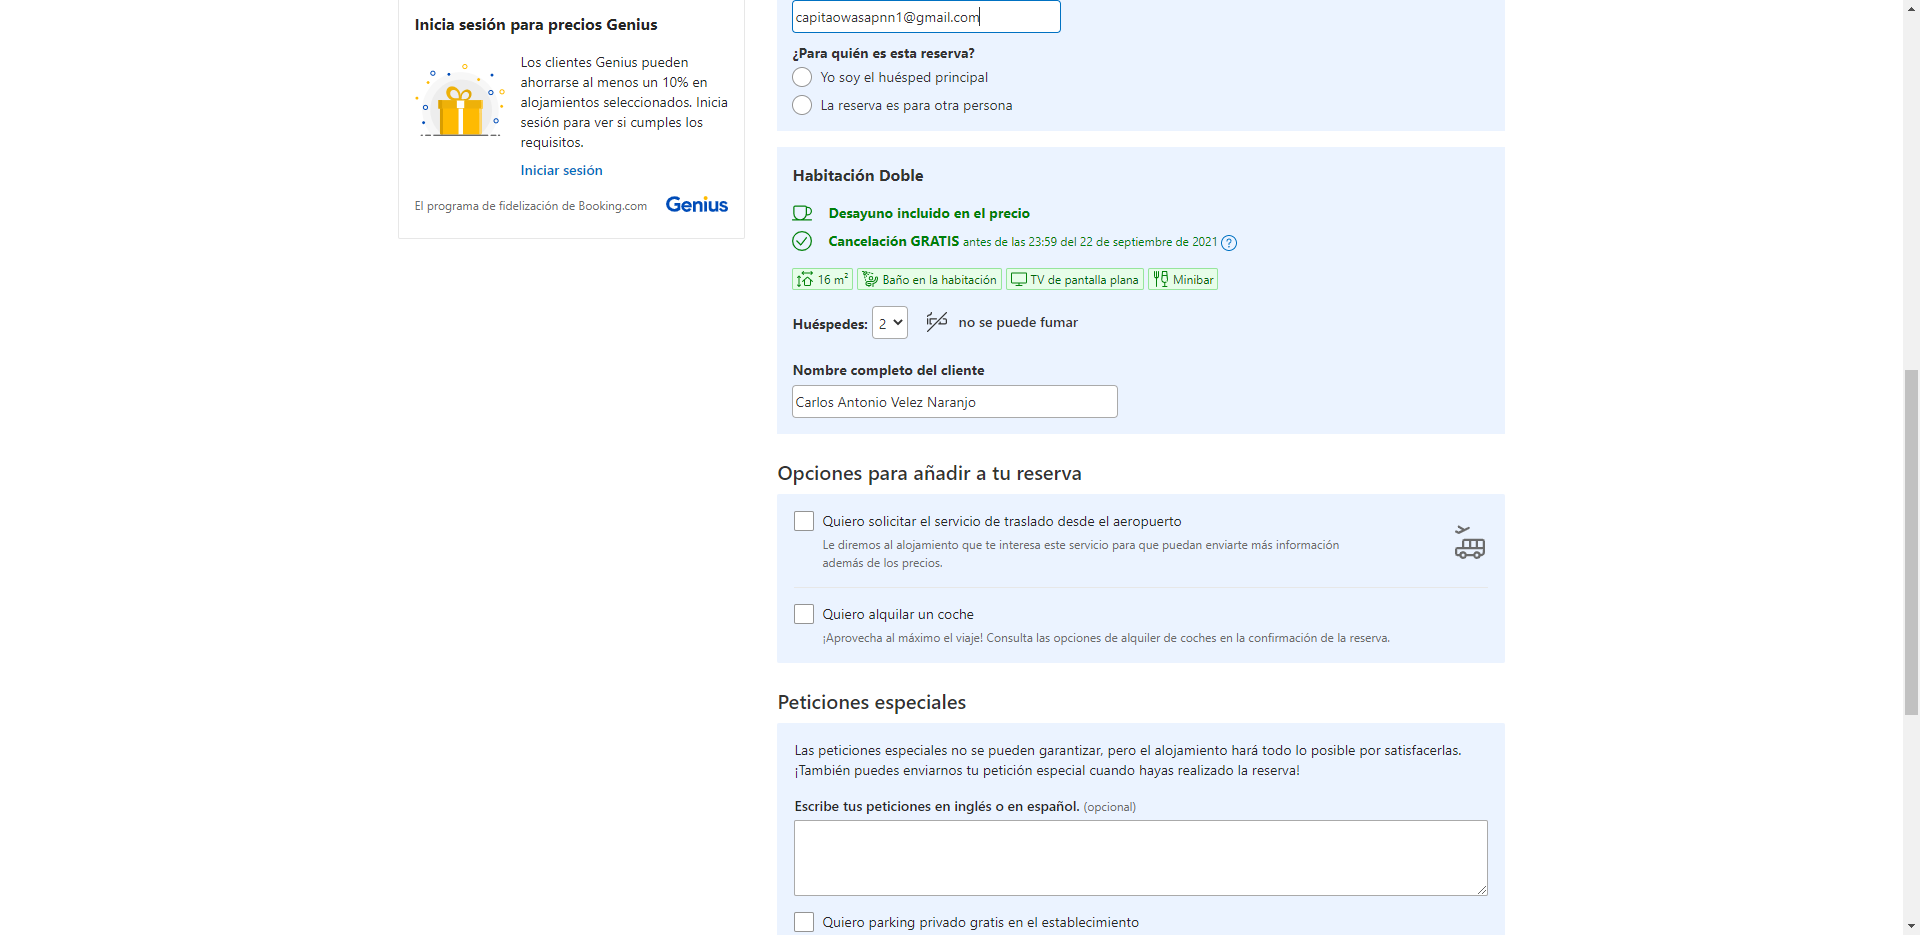 Inicia sesión para precios Genius
Los clientes Genius pueden
ahorrarse al menos un 10% en
alojamientos seleccionados. Inicia
sesión para ver si cumples los
requisitos.
Iniciar sesión
El programa de fidelización de Booking.com
Genius
capitaowasapnn1@gmail.com
¿Para quién es esta reserva?
Yo soy el huésped principal
La reserva es para otra persona
Habitación Doble
Desayuno incluido en el precio
Cancelación GRATIS antes de las 23:59 del 22 de septiembre de 2021 ?
16 m² Baño en la habitación TV de pantalla plana Minibar
Huéspedes: 2 no se puede fumar
Nombre completo del cliente
Carlos Antonio Velez Naranjo
Opciones para añadir a tu reserva
Quiero solicitar el servicio de traslado desde el aeropuerto
Le diremos al alojamiento que te interesa este servicio para que puedan enviarte más información
además de los precios.
Quiero alquilar un coche
¡Aprovecha al máximo el viaje! Consulta las opciones de alquiler de coches en la confirmación de la reserva.
Peticiones especiales
Las peticiones especiales no se pueden garantizar, pero el alojamiento hará todo lo posible por satisfacerlas.
¡También puedes enviarnos tu petición especial cuando hayas realizado la reserva!
Escribe tus peticiones en inglés o en español. (opcional)
Quiero parking privado gratis en el establecimiento